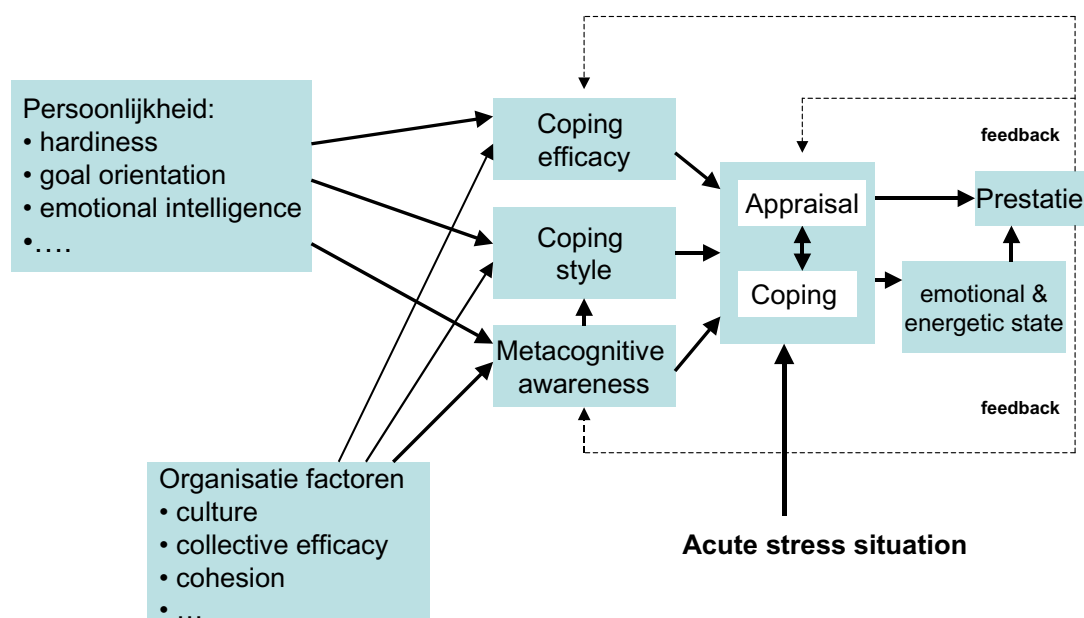 Persoonlijkheid:
• hardiness
• goal orientation
• emotional intelligence
•….
Coping
efficacy
Coping
style
Metacognitive
awareness
Appraisal
Coping
feedback
Prestatie
emotional &
energetic state
feedback
Organisatie factoren
• culture
• collective efficacy
• cohesion
• …
Acute stress situation